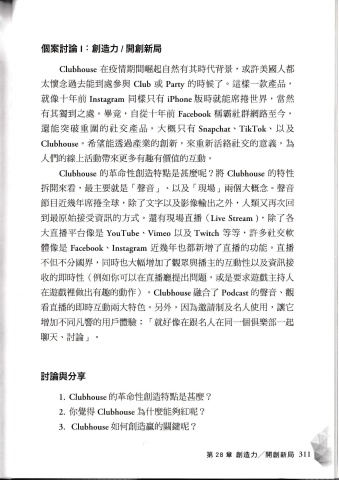 個案討論 I：創造力 / 開創新局
Clubhouse 在疫情期間崛起自然有其時代背景，或許美國人都
太懷念過去能到處參與 Club 或 Party 的時候了。這樣一款產品，
就像十年前 Instagram 同樣只有 iPhone 版時就能席捲世界，當然
有其獨到之處。畢竟，自從十年前 Facebook 稱霸社群網路至今，
還能突破重圍的社交產品，大概只有 Snapchat、TikTok、以及
Clubhouse。希望能透過產業的創新，來重新活絡社交的意義，為
人們的線上活動帶來更多有趣有價值的互動。
Clubhouse 的革命性創造特點是甚麼呢？將 Clubhouse 的特性
拆開來看，最主要就是「聲音」、以及「現場」兩個大概念。聲音
節目近幾年席捲全球，除了文字以及影像輸出之外，人類又再次回
到最原始接受資訊的方式。還有現場直播（Live Stream），除了各
大直播平台像是 YouTube、Vimeo 以及 Twitch 等等，許多社交軟
體像是 Facebook、Instagram 近幾年也都新增了直播的功能。直播
不但不分國界，同時也大幅增加了觀眾與播主的互動性以及資訊接
收的即時性（例如你可以在直播廳提出問題，或是要求遊戲主持人
在遊戲裡做出有趣的動作）。Clubhouse 融合了 Podcast 的聲音、觀
看直播的即時互動兩大特色。另外，因為邀請制及名人使用，讓它
增加不同凡響的用戶體驗：「就好像在跟名人在同一個俱樂部一起
聊天、討論」。
討論與分享
1. Clubhouse 的革命性創造特點是甚麼？
2. 你覺得 Clubhouse 為什麼能夠紅呢？
3. Clubhouse 如何創造贏的關鍵呢？
第 28 章 創造力／開創新局 311